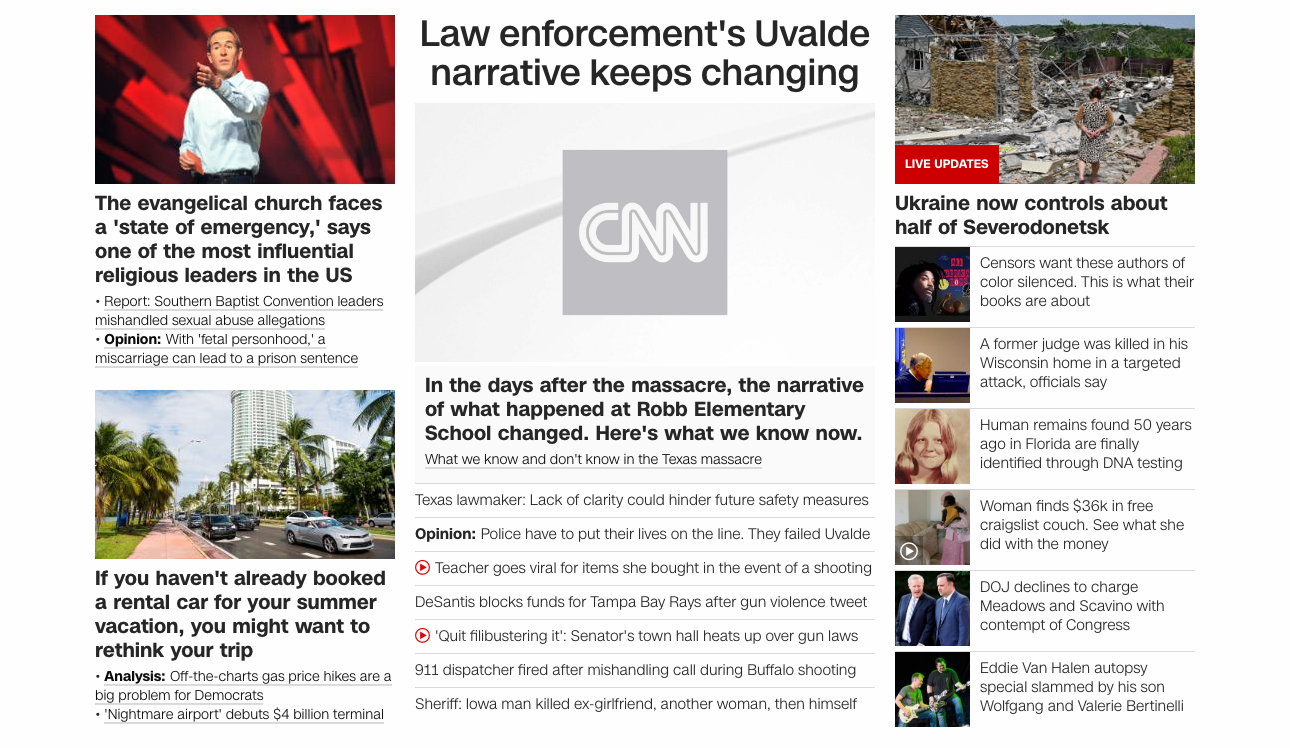 The evangelical church faces
a 'state of emergency,' says
one of the most influential
religious leaders in the US
• Report: Southern Baptist Convention leaders
mishandled sexual abuse allegations
• Opinion: With 'fetal personhood,' a
miscarriage can lead to a prison sentence
If you haven't already booked
a rental car for your summer
vacation, you might want to
rethink your trip
• Analysis: Off-the-charts gas price hikes are a
big problem for Democrats
• 'Nightmare airport' debuts $4 billion terminal
Law enforcement's Uvalde
narrative keeps changing
CNN
In the days after the massacre, the narrative
of what happened at Robb Elementary
School changed. Here's what we know now.
What we know and don't know in the Texas massacre
Texas lawmaker: Lack of clarity could hinder future safety measures
Opinion: Police have to put their lives on the line. They failed Uvalde
Teacher goes viral for items she bought in the event of a shooting
DeSantis blocks funds for Tampa Bay Rays after gun violence tweet
'Quit filibustering it': Senator's town hall heats up over gun laws
911 dispatcher fired after mishandling call during Buffalo shooting
Sheriff: Iowa man killed ex-girlfriend, another woman, then himself
LIVE UPDATES
Ukraine now controls about
half of Severodonetsk
Censors want these authors of
color silenced. This is what their
books are about
A former judge was killed in his
Wisconsin home in a targeted
attack, officials say
Human remains found 50 years
ago in Florida are finally
identified through DNA testing
Woman finds $36k in free
craigslist couch. See what she
did with the money
DOJ declines to charge
Meadows and Scavino with
contempt of Congress
Eddie Van Halen autopsy
special slammed by his son
Wolfgang and Valerie Bertinelli